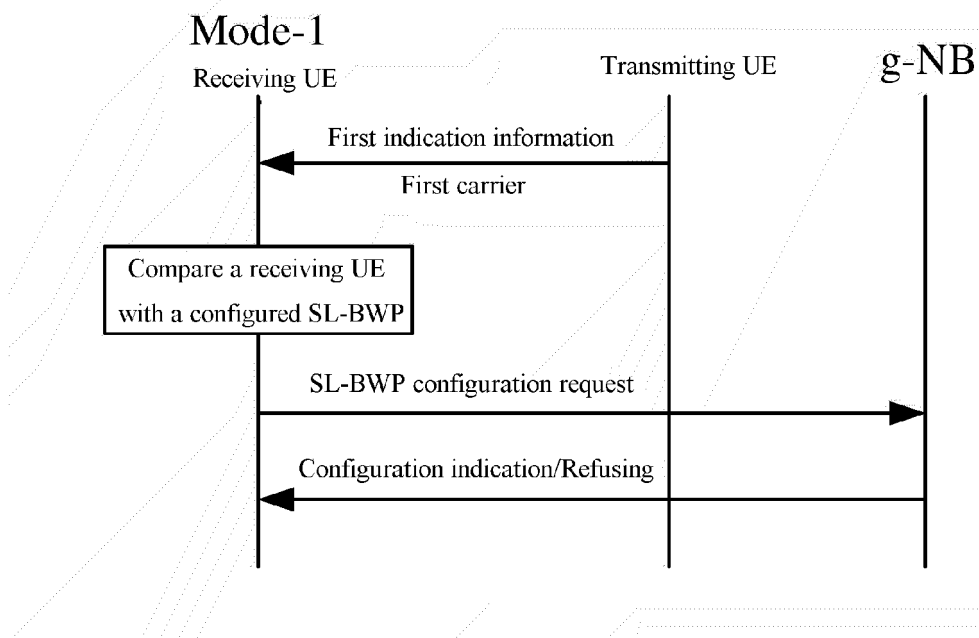 Mode-1
Receiving UE
Transmitting UE
g-NB
First indication information
First carrier
Compare a receiving UE
with a configured SL-BWP
SL-BWP configuration request
Configuration indication/Refusing